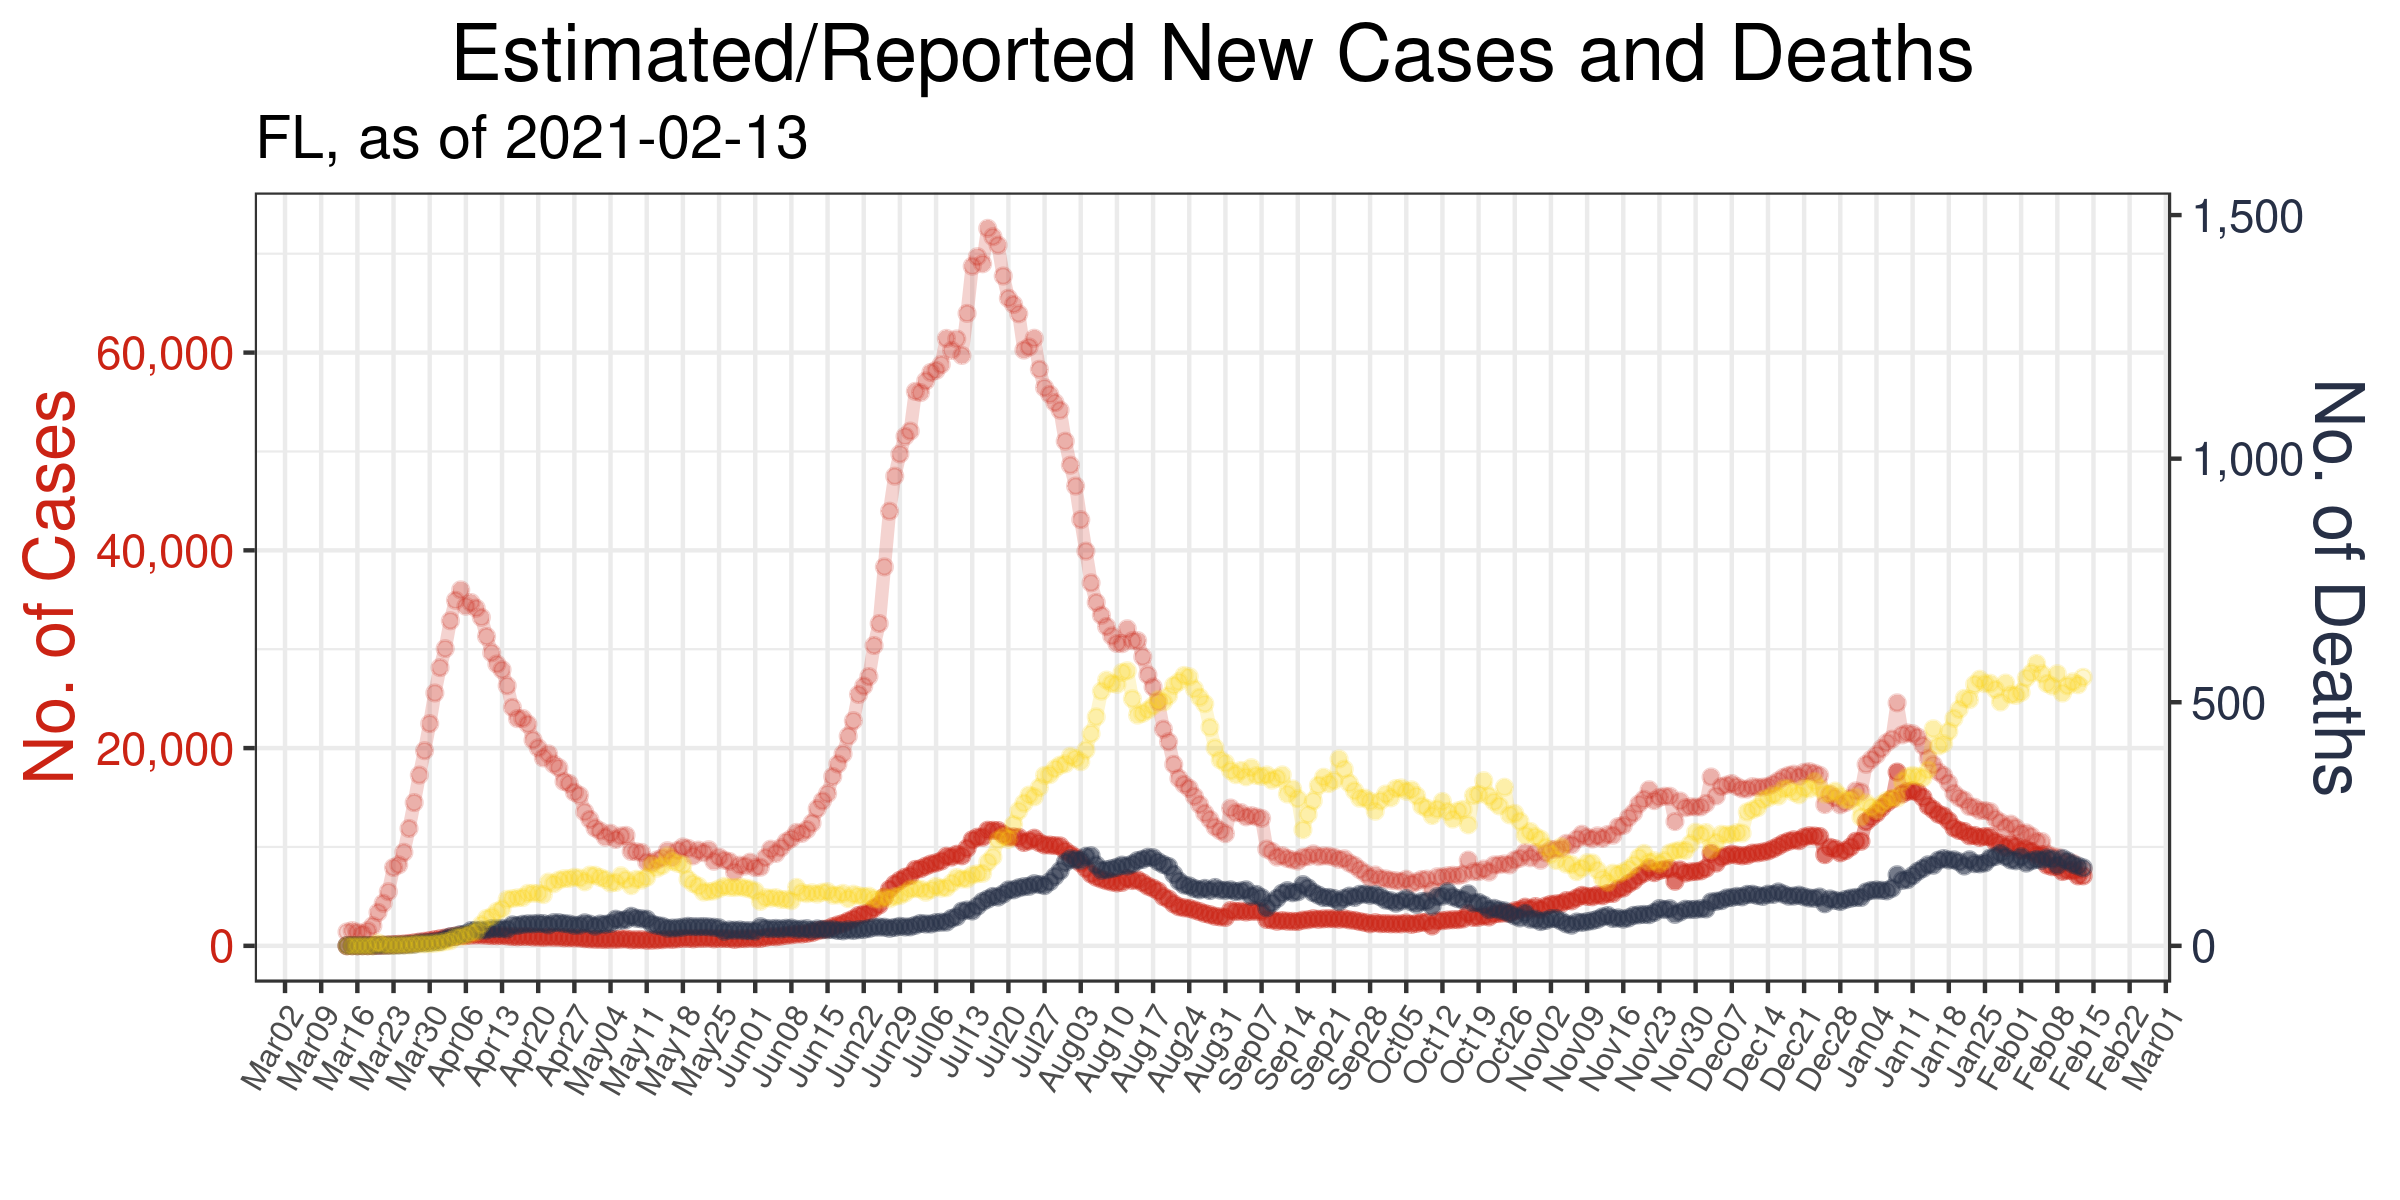 Estimated/Reported New Cases and Deaths
FL, as of 2021-02-13
No. of Cases
60,000
40,000
20,000
0
1,500
1,000
500
0
No. of Deaths
Mar02 Mar09 Mar16 Mar23 Mar30 Apr06 Apr13 Apr20 Apr27 May04 May11 May18 May25 Jun01 Jun08 Jun15 Jun22 Jun29 Jul06 Jul13 Jul20 Jul27 Aug03 Aug10 Aug17 Aug24 Aug31 Sep07 Sep14 Sep21 Sep28 Oct05 Oct12 Oct19 Oct26 Nov02 Nov09 Nov16 Nov23 Nov30 Dec07 Dec14 Dec21 Dec28 Jan04 Jan11 Jan18 Jan25 Feb01 Feb08 Feb15 Feb22 Mar01